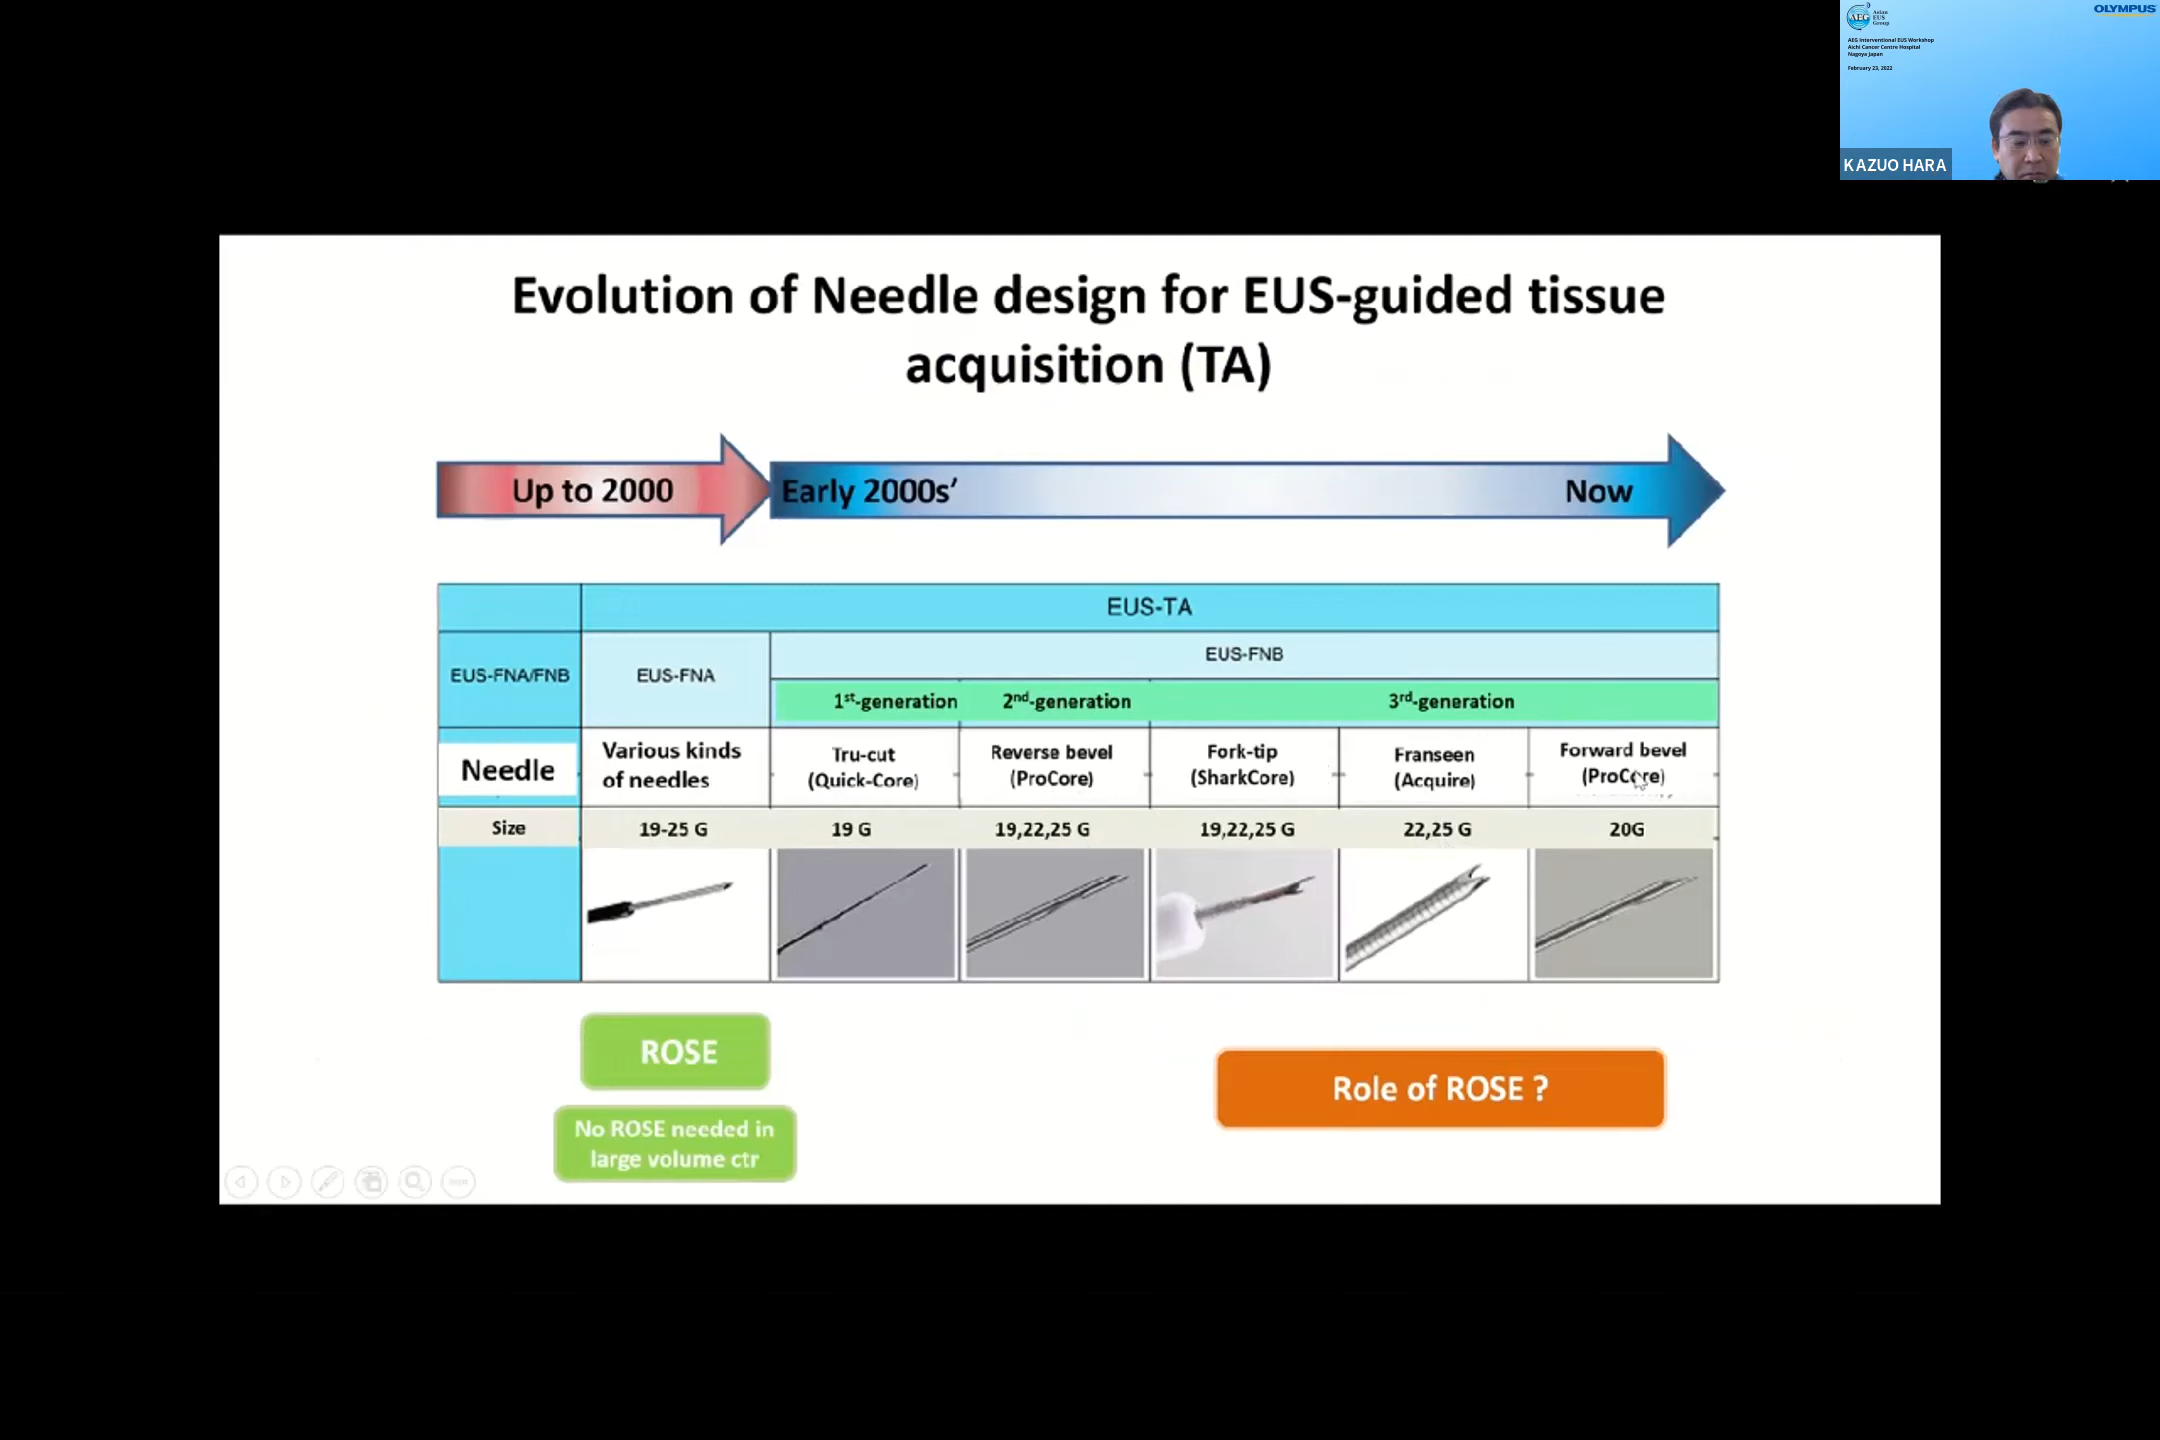 AEG
Asian
EUS
Group
OLYMPUS
AEG Interventional EUS Workshop
Aichi Cancer Centre Hospital
Nagoya Japan
February 23, 2022
KAZUO HARA
Evolution of Needle design for EUS-guided tissue
acquisition (TA)
Up to 2000
Early 2000s’
Now
EUS-TA
EUS-FNA/FNB
EUS-FNA
EUS-FNB
1st-generation
2nd-generation
3rd-generation
Needle
Various kinds
of needles
Tru-cut
(Quick-Core)
Reverse bevel
(ProCore)
Fork-tip
(SharkCore)
Franseen
(Acquire)
Forward bevel
(ProCore)
Size
19-25 G
19 G
19,22,25 G
19,22,25 G
22,25 G
20G
ROSE
No ROSE needed in
large volume ctr
Role of ROSE ?